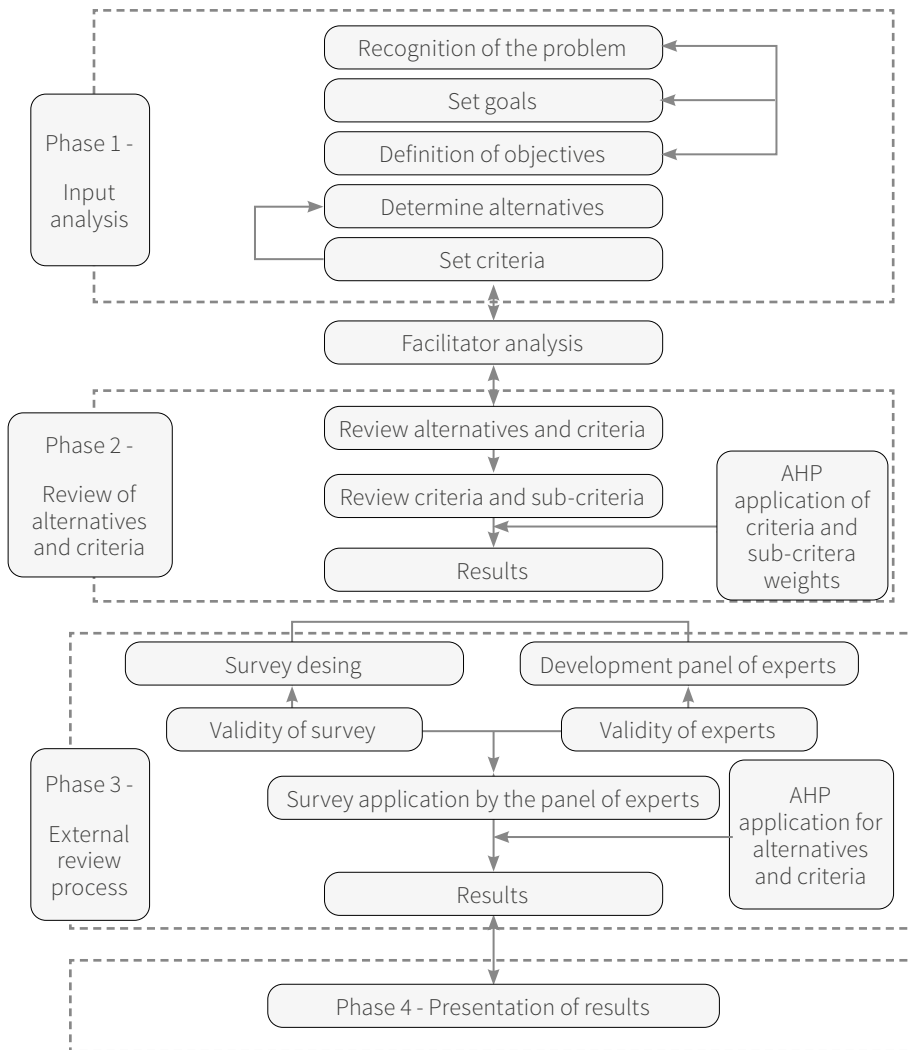 Recognition of the problem
Set goals
Definition of objectives
Determine alternatives
Set criteria
Phase 1 -
Input
analysis
Facilitator analysis
Phase 2 -
Review of
alternatives
and criteria
Review alternatives and criteria
Review criteria and sub-criteria
Results
AHP
application of
criteria and
sub-critera
weights
Survey desing
Development panel of experts
Validity of survey
Validity of experts
Phase 3 -
External
review
process
Survey application by the panel of experts
AHP
application for
alternatives
and criteria
Results
Phase 4 - Presentation of results